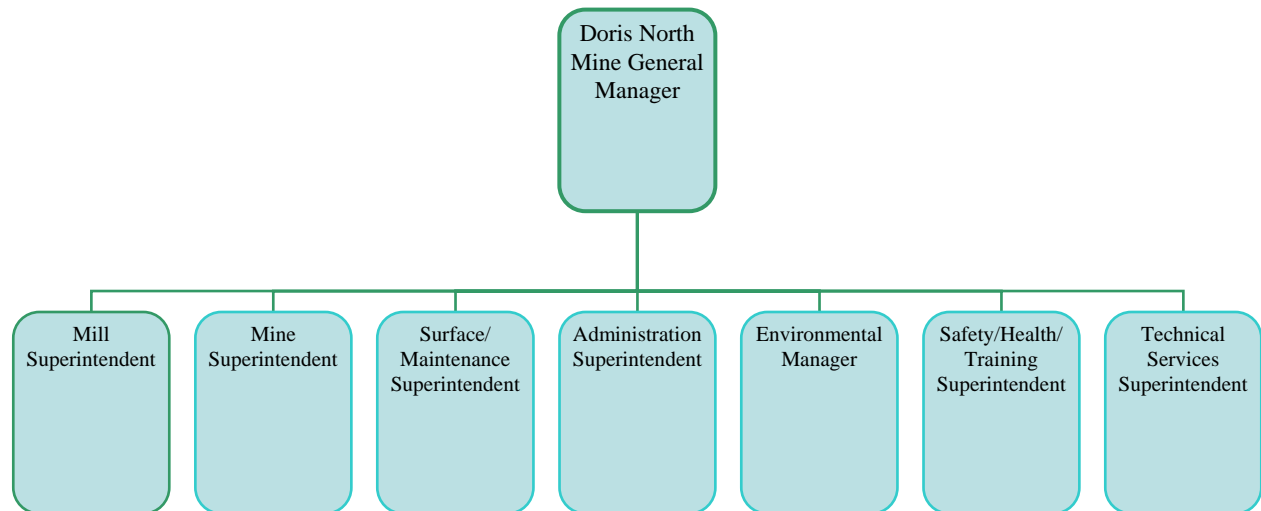 Doris North
Mine General
Manager
Mill
Superintendent
Mine
Superintendent
Surface/
Maintenance
Superintendent
Administration
Superintendent
Environmental
Manager
Safety/Health/
Training
Superintendent
Technical
Services
Superintendent